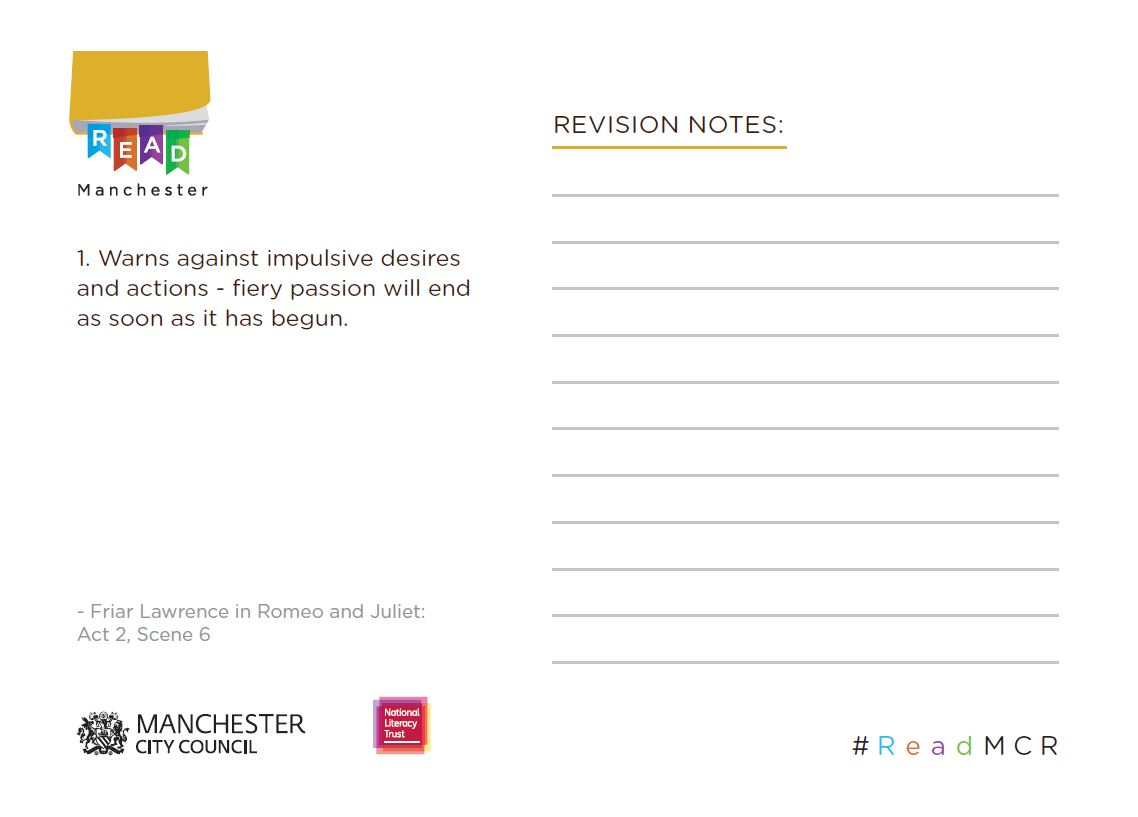 READ
Manchester
1. Warns against impulsive desires
and actions - fiery passion will end
as soon as it has begun.
- Friar Lawrence in Romeo and Juliet:
Act 2, Scene 6
MANCHESTER
CITY COUNCIL
National
Literacy
Trust
REVISION NOTES:
#ReadMCR